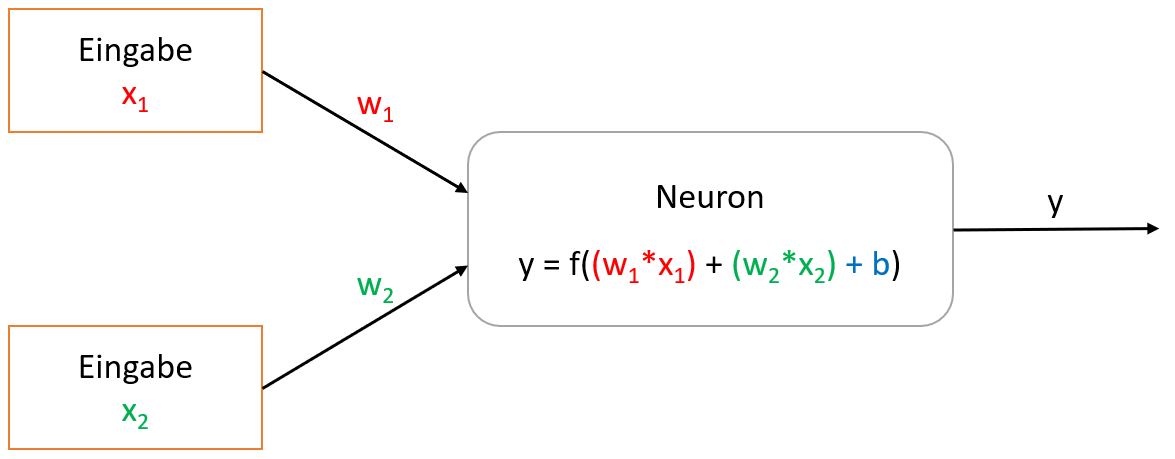 Eingabe
x₁
w₁
Neuron
y = f((w₁*x₁) + (w₂*x₂) + b)
y
w₂
Eingabe
x₂